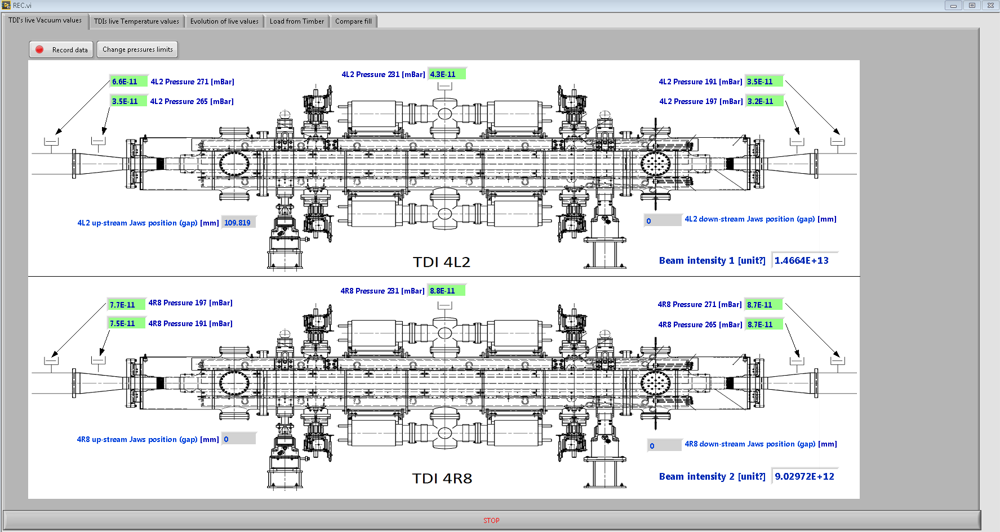 REC.vi
TDI's live Vacuum values
TDIs live Temperature values
Evolution of live values
Load from Timber
Compare fill
Record data
Change pressures limits
6.6E-11 4L2 Pressure 271 [mBar]
3.5E-11 4L2 Pressure 265 [mBar]
4L2 Pressure 231 [mBar] 4.3E-11
4L2 Pressure 191 [mBar] 3.5E-11
4L2 Pressure 197 [mBar] 3.2E-11
4L2 up-stream Jaws position (gap) [mm] 109.819
0 4L2 down-stream Jaws position (gap) [mm]
TDI 4L2
Beam intensity 1 [unit?] 1.4664E+13
7.7E-11 4R8 Pressure 197 [mBar]
7.5E-11 4R8 Pressure 191 [mBar]
4R8 Pressure 231 [mBar] 8.8E-11
4R8 Pressure 271 [mBar] 8.7E-11
4R8 Pressure 265 [mBar] 8.7E-11
4R8 up-stream Jaws position (gap) [mm] 0
0 4R8 down-stream Jaws position (gap) [mm]
TDI 4R8
Beam intensity 2 [unit?] 9.02972E+12
STOP